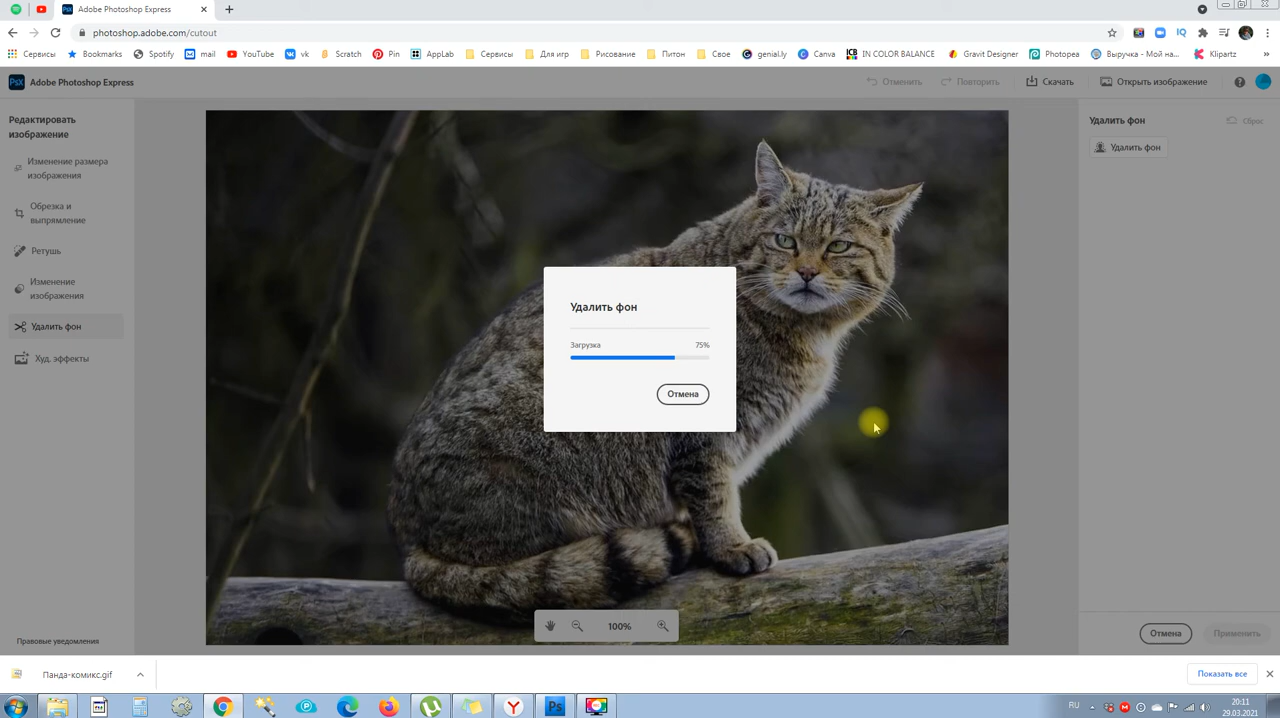 Adobe Photoshop Express
photoshop.adobe.com/cutout
Сервисы Bookmarks Spotify mail YouTube vk Scratch Pin AppLab Сервисы Для игр Рисование Питон Свое genial.ly Canva ICB IN COLOR BALANCE Gravit Designer Photopea Выручка - Мой на... Klipartz
PsX Adobe Photoshop Express Отменить Повторить Скачать Открыть изображение
Редактировать
изображение
Изменение размера
изображения
Обрезка и
выпрямление
Ретушь
Изменение
изображения
Удалить фон
Худ. эффекты
Правовые уведомления
Удалить фон
Загрузка 75%
Отмена
100%
Удалить фон Сброс
Удалить фон
Отмена Применить
Панда-комикс.gif Показать все
Ps RU 20:11
29.03.2021